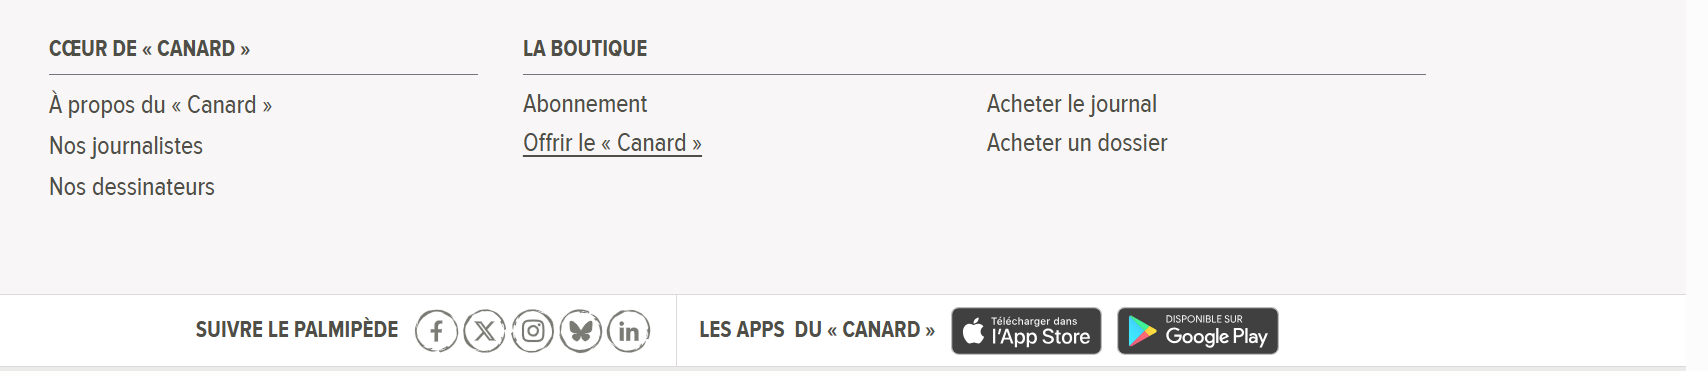 CŒUR DE « CANARD »
À propos du « Canard »
Nos journalistes
Nos dessinateurs
LA BOUTIQUE
Abonnement
Offrir le « Canard »
Acheter le journal
Acheter un dossier
SUIVRE LE PALMIPÈDE
LES APPS DU « CANARD »
Télécharger dans
l'App Store
DISPONIBLE SUR
Google Play